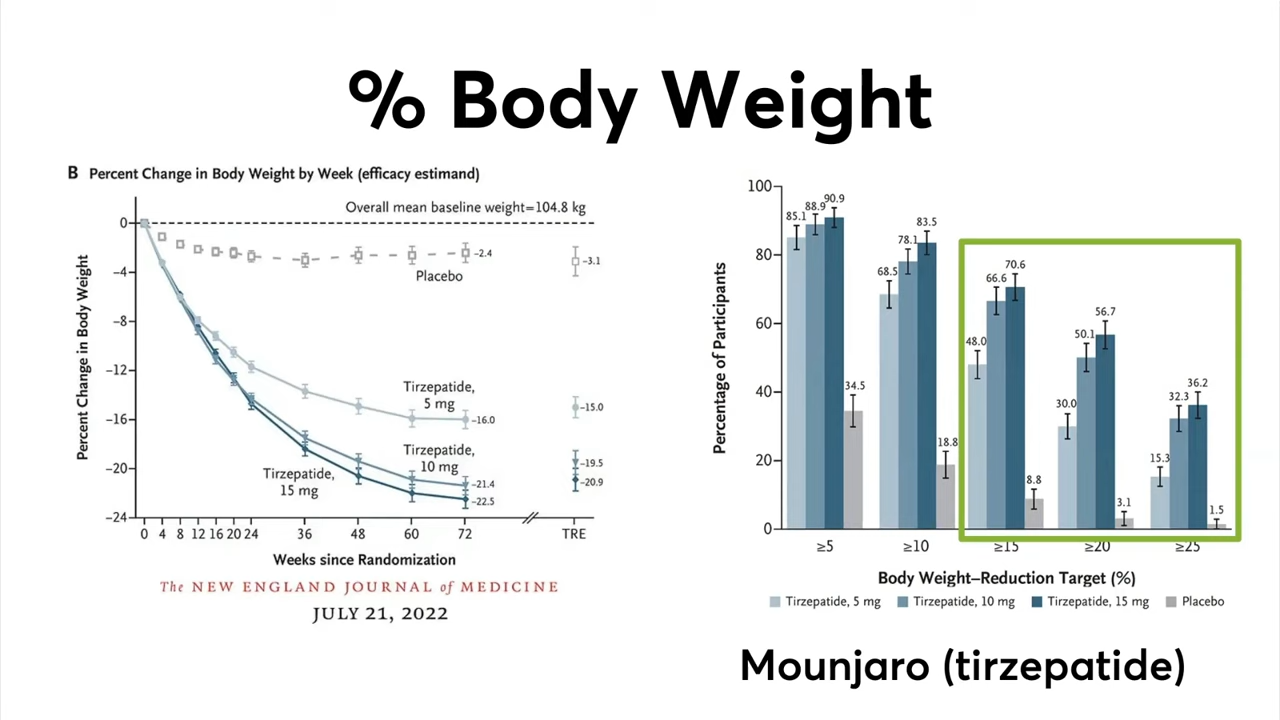 % Body Weight
B Percent Change in Body Weight by Week (efficacy estimand)
Overall mean baseline weight=104.8 kg
Percent Change in Body Weight
0
−4
−8
−12
−16
−20
−24
Placebo
−2.4
−3.1
Tirzepatide,
5 mg
−16.0
−15.0
Tirzepatide,
10 mg
−21.4
−19.5
Tirzepatide,
15 mg
−22.5
−20.9
0 4 8 12 16 20 24 36 48 60 72 TRE
Weeks since Randomization
The NEW ENGLAND JOURNAL of MEDICINE
JULY 21, 2022
Percentage of Participants
100
80
60
40
20
0
85.1 88.9 90.9 34.5
68.5 78.1 83.5 18.8
48.0 66.6 70.6 8.8
30.0 50.1 56.7 3.1
15.3 32.3 36.2 1.5
≥5 ≥10 ≥15 ≥20 ≥25
Body Weight–Reduction Target (%)
Tirzepatide, 5 mg Tirzepatide, 10 mg Tirzepatide, 15 mg Placebo
Mounjaro (tirzepatide)